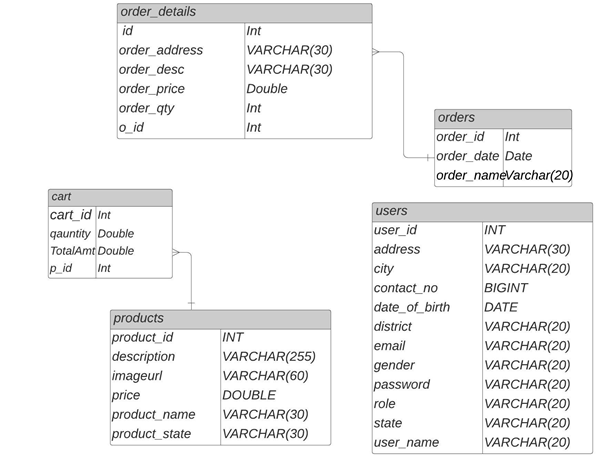 order_details
id Int
order_address VARCHAR(30)
order_desc VARCHAR(30)
order_price Double
order_qty Int
o_id Int
orders
order_id Int
order_date Date
order_name Varchar(20)
cart
cart_id Int
qauntity Double
TotalAmt Double
p_id Int
products
product_id INT
description VARCHAR(255)
imageurl VARCHAR(60)
price DOUBLE
product_name VARCHAR(30)
product_state VARCHAR(30)
users
user_id INT
address VARCHAR(30)
city VARCHAR(20)
contact_no BIGINT
date_of_birth DATE
district VARCHAR(20)
email VARCHAR(20)
gender VARCHAR(20)
password VARCHAR(20)
role VARCHAR(20)
state VARCHAR(20)
user_name VARCHAR(20)